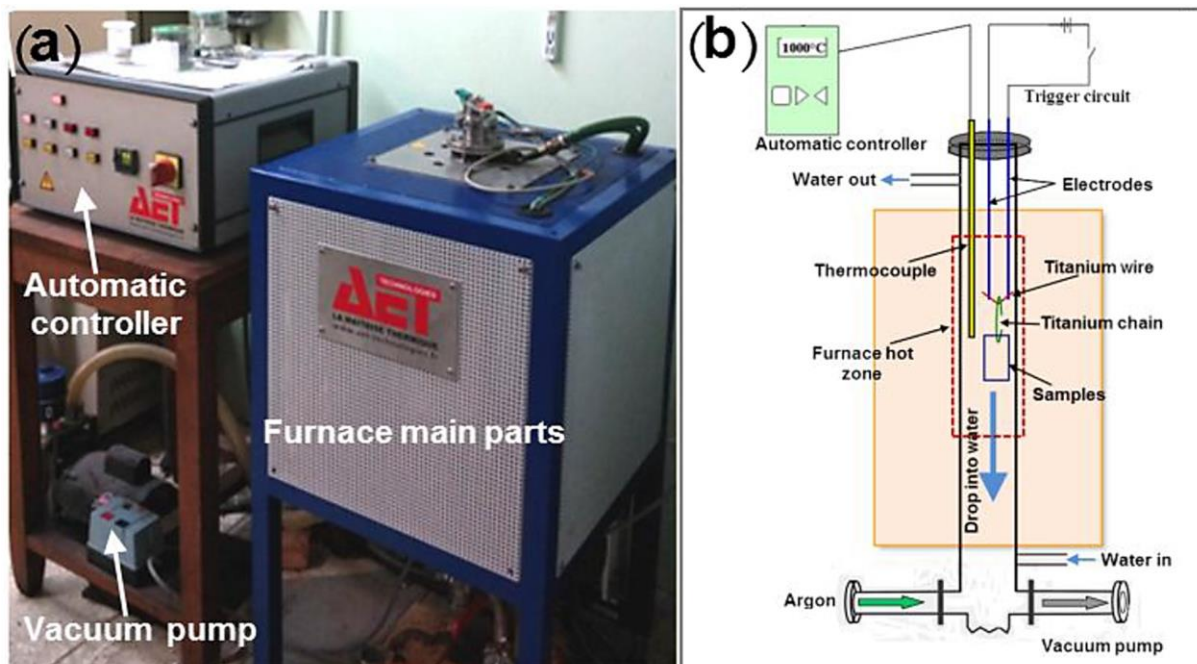 (a)
AET
TECHNOLOGIES
AET
LA MAITRISE THERMIQUE
Automatic
controller
Furnace main parts
Vacuum pump
(b)
1000°C
Trigger circuit
Automatic controller
Water out
Electrodes
Thermocouple
Titanium wire
Titanium chain
Furnace hot
zone
Samples
Drop into water
Water in
Argon
Vacuum pump